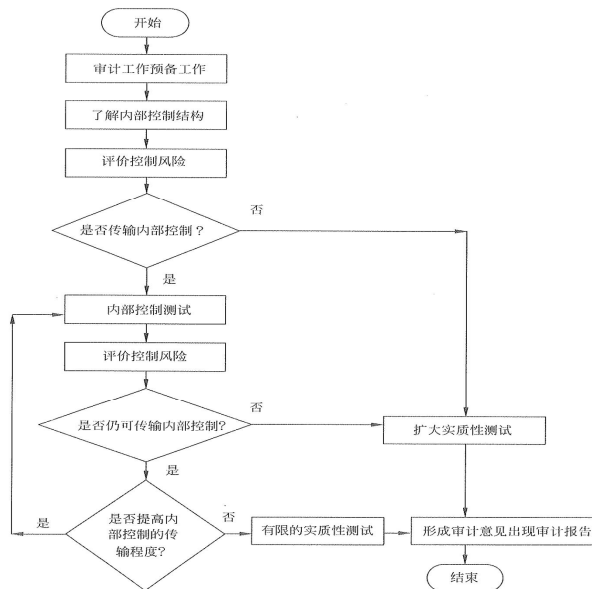 开始
审计工作预备工作
了解内部控制结构
评价控制风险
否
是否传输内部控制？
是
内部控制测试
评价控制风险
否
是否仍可传输内部控制?
扩大实质性测试
是
是
是否提高内
部控制的传
输程度?
否
有限的实质性测试
形成审计意见出现审计报告
结束